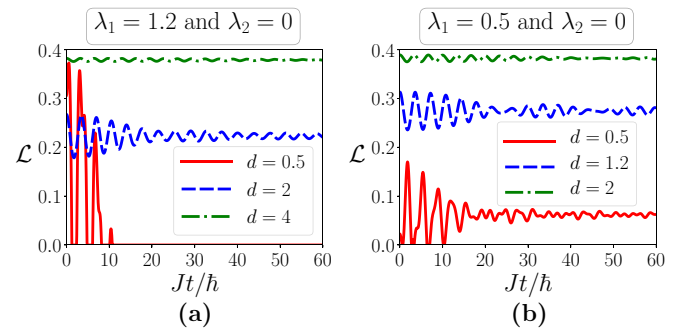 λ₁ = 1.2 and λ₂ = 0
λ₁ = 0.5 and λ₂ = 0
0.4
0.3
0.2
0.1
0.0
ℒ
d = 0.5
d = 2
d = 4
0 10 20 30 40 50 60
Jt/ħ
(a)
0.4
0.3
0.2
0.1
0.0
ℒ
d = 0.5
d = 1.2
d = 2
0 10 20 30 40 50 60
Jt/ħ
(b)